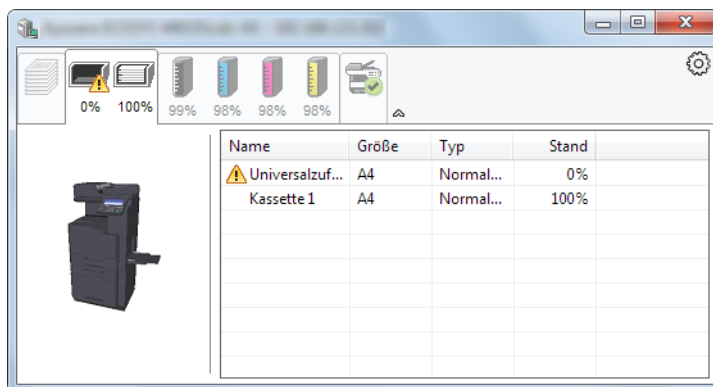 0% 100% 99% 98% 98% 98%
Name Größe Typ Stand
Universalzuf... A4 Normal... 0%
Kassette 1 A4 Normal... 100%